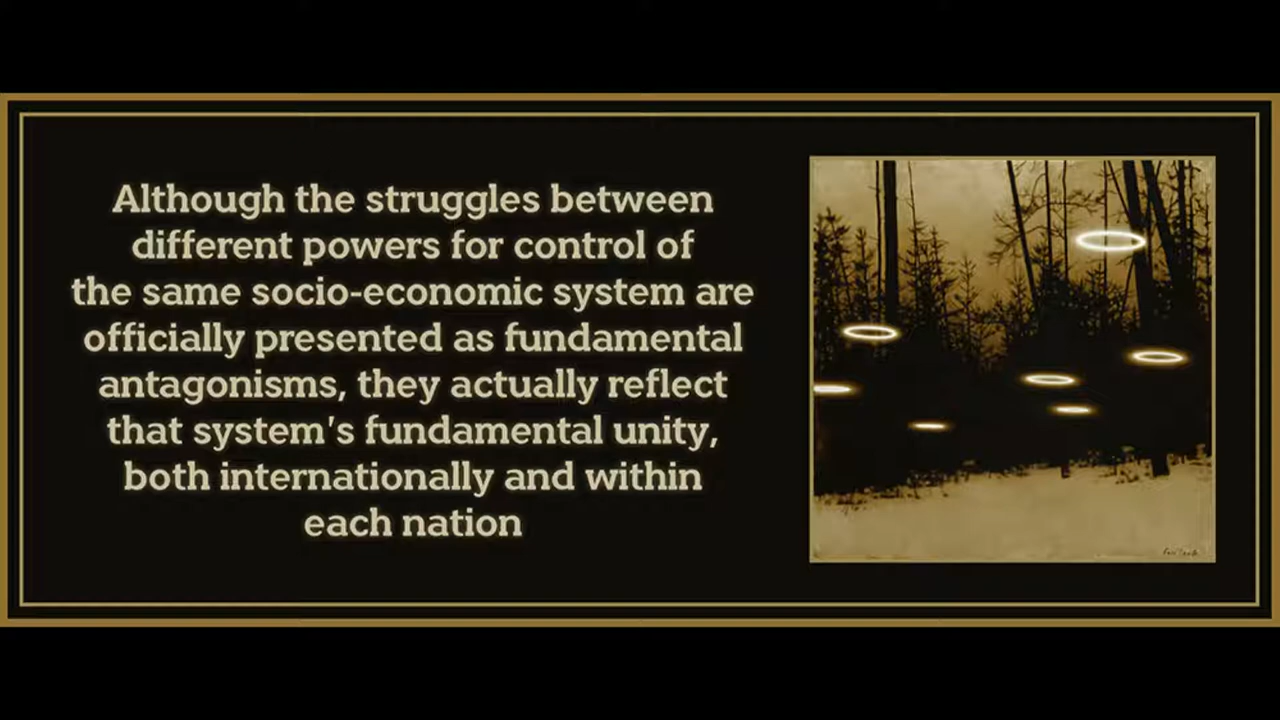 Although the struggles between
different powers for control of
the same socio-economic system are
officially presented as fundamental
antagonisms, they actually reflect
that system's fundamental unity,
both internationally and within
each nation